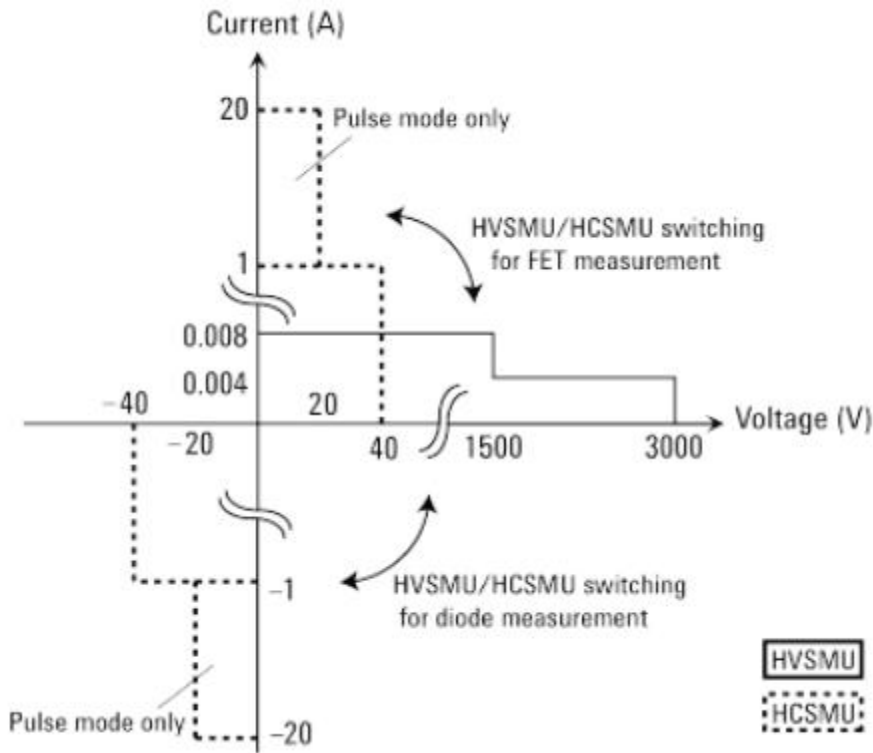 Current (A)
20
Pulse mode only
HVSMU/HCSMU switching
for FET measurement
1
0.008
0.004
−40
20
Voltage (V)
−20
40
1500
3000
−1
HVSMU/HCSMU switching
for diode measurement
HVSMU
HCSMU
Pulse mode only
−20